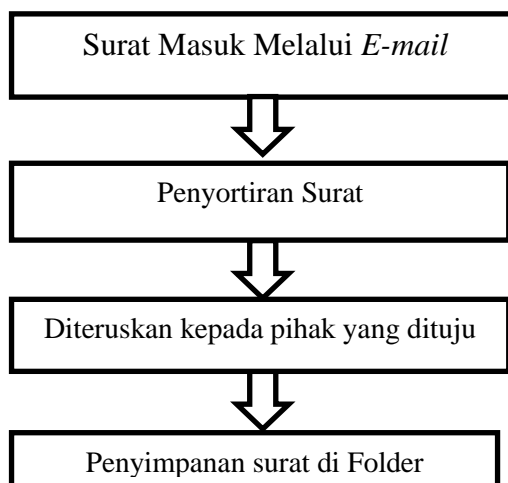 Surat Masuk Melalui E-mail
Penyortiran Surat
Diteruskan kepada pihak yang dituju
Penyimpanan surat di Folder